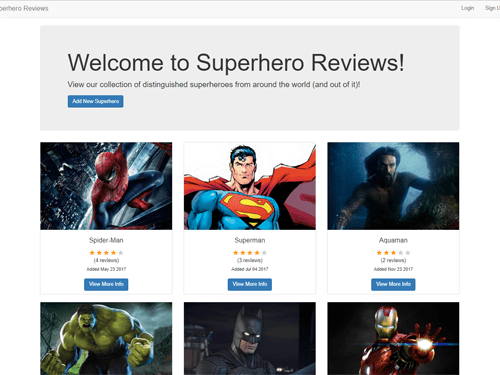 perhero Reviews
Login
Sign U
Welcome to Superhero Reviews!
View our collection of distinguished superheroes from around the world (and out of it)!
Add New Superhero
Spider-Man
(4 reviews)
Added May 23 2017
View More Info
Superman
(3 reviews)
Added Jul 04 2017
View More Info
Aquaman
(2 reviews)
Added Nov 23 2017
View More Info